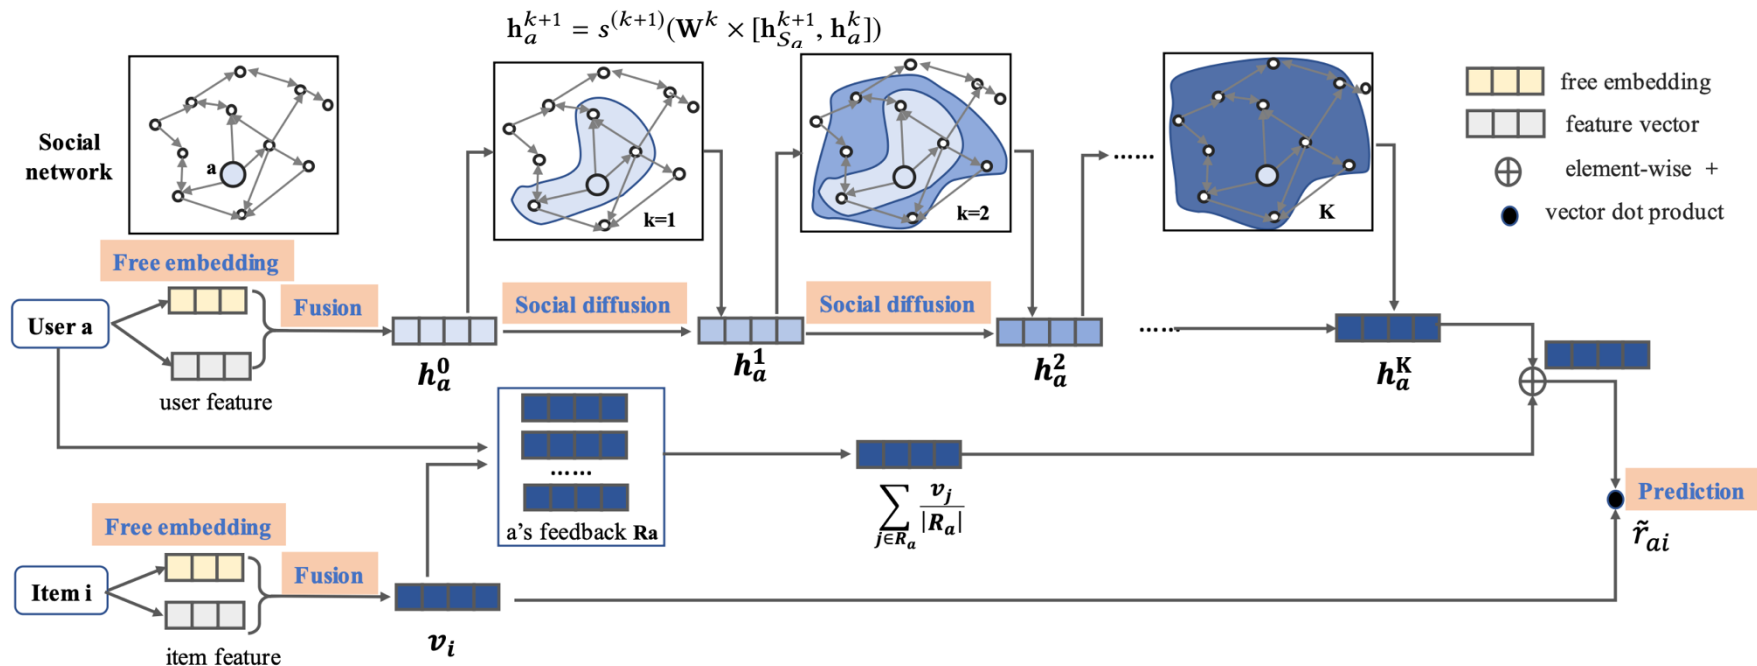 h_a^{k+1} = s^{(k+1)}(W^k × [h_{S_a}^{k+1}, h_a^k])
Social
network
a
k=1
k=2
......
K
free embedding
feature vector
element-wise +
vector dot product
Free embedding
User a
user feature
Fusion
h_a^0
Social diffusion
h_a^1
Social diffusion
h_a^2
......
h_a^K
......
a's feedback Ra
∑_{j∈R_a} v_j/|R_a|
Prediction
r̃_{ai}
Free embedding
Item i
item feature
Fusion
v_i